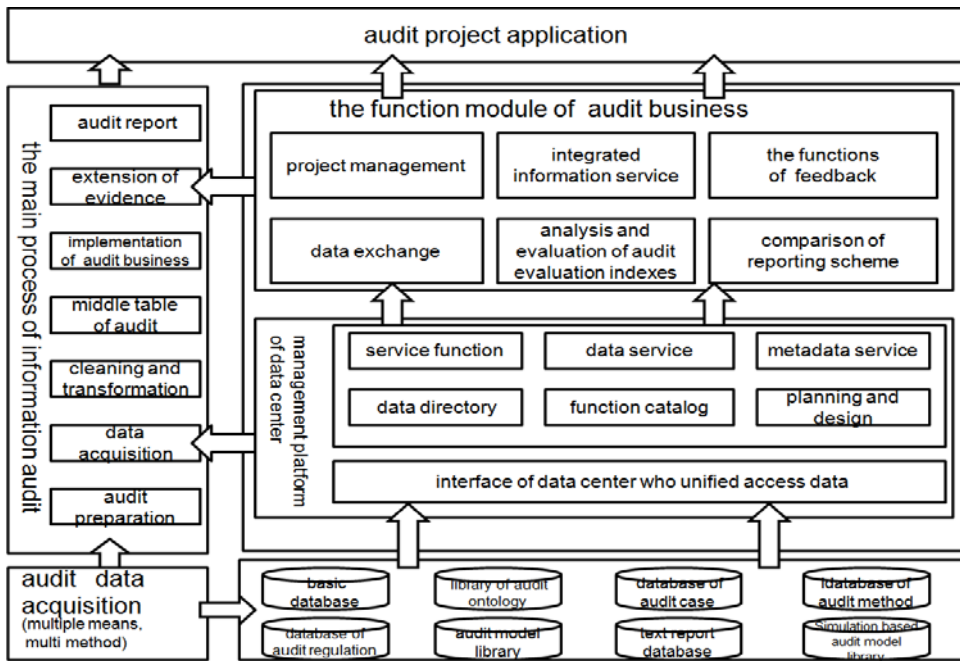 audit project application
the main process of information audit
audit report
extension of
evidence
implementation
of audit business
middle table
of audit
cleaning and
transformation
data
acquisition
audit
preparation
the function module of audit business
project management
integrated
information service
the functions
of feedback
data exchange
analysis and
evaluation of audit
evaluation indexes
comparison of
reporting scheme
management platform
of data center
service function
data service
metadata service
data directory
function catalog
planning and
design
interface of data center who unified access data
audit data
acquisition
(multiple means,
multi method)
basic
database
library of audit
ontology
database of
audit case
ldatabase of
audit method
database of
audit regulation
audit model
library
text report
database
Simulation based
audit model
library